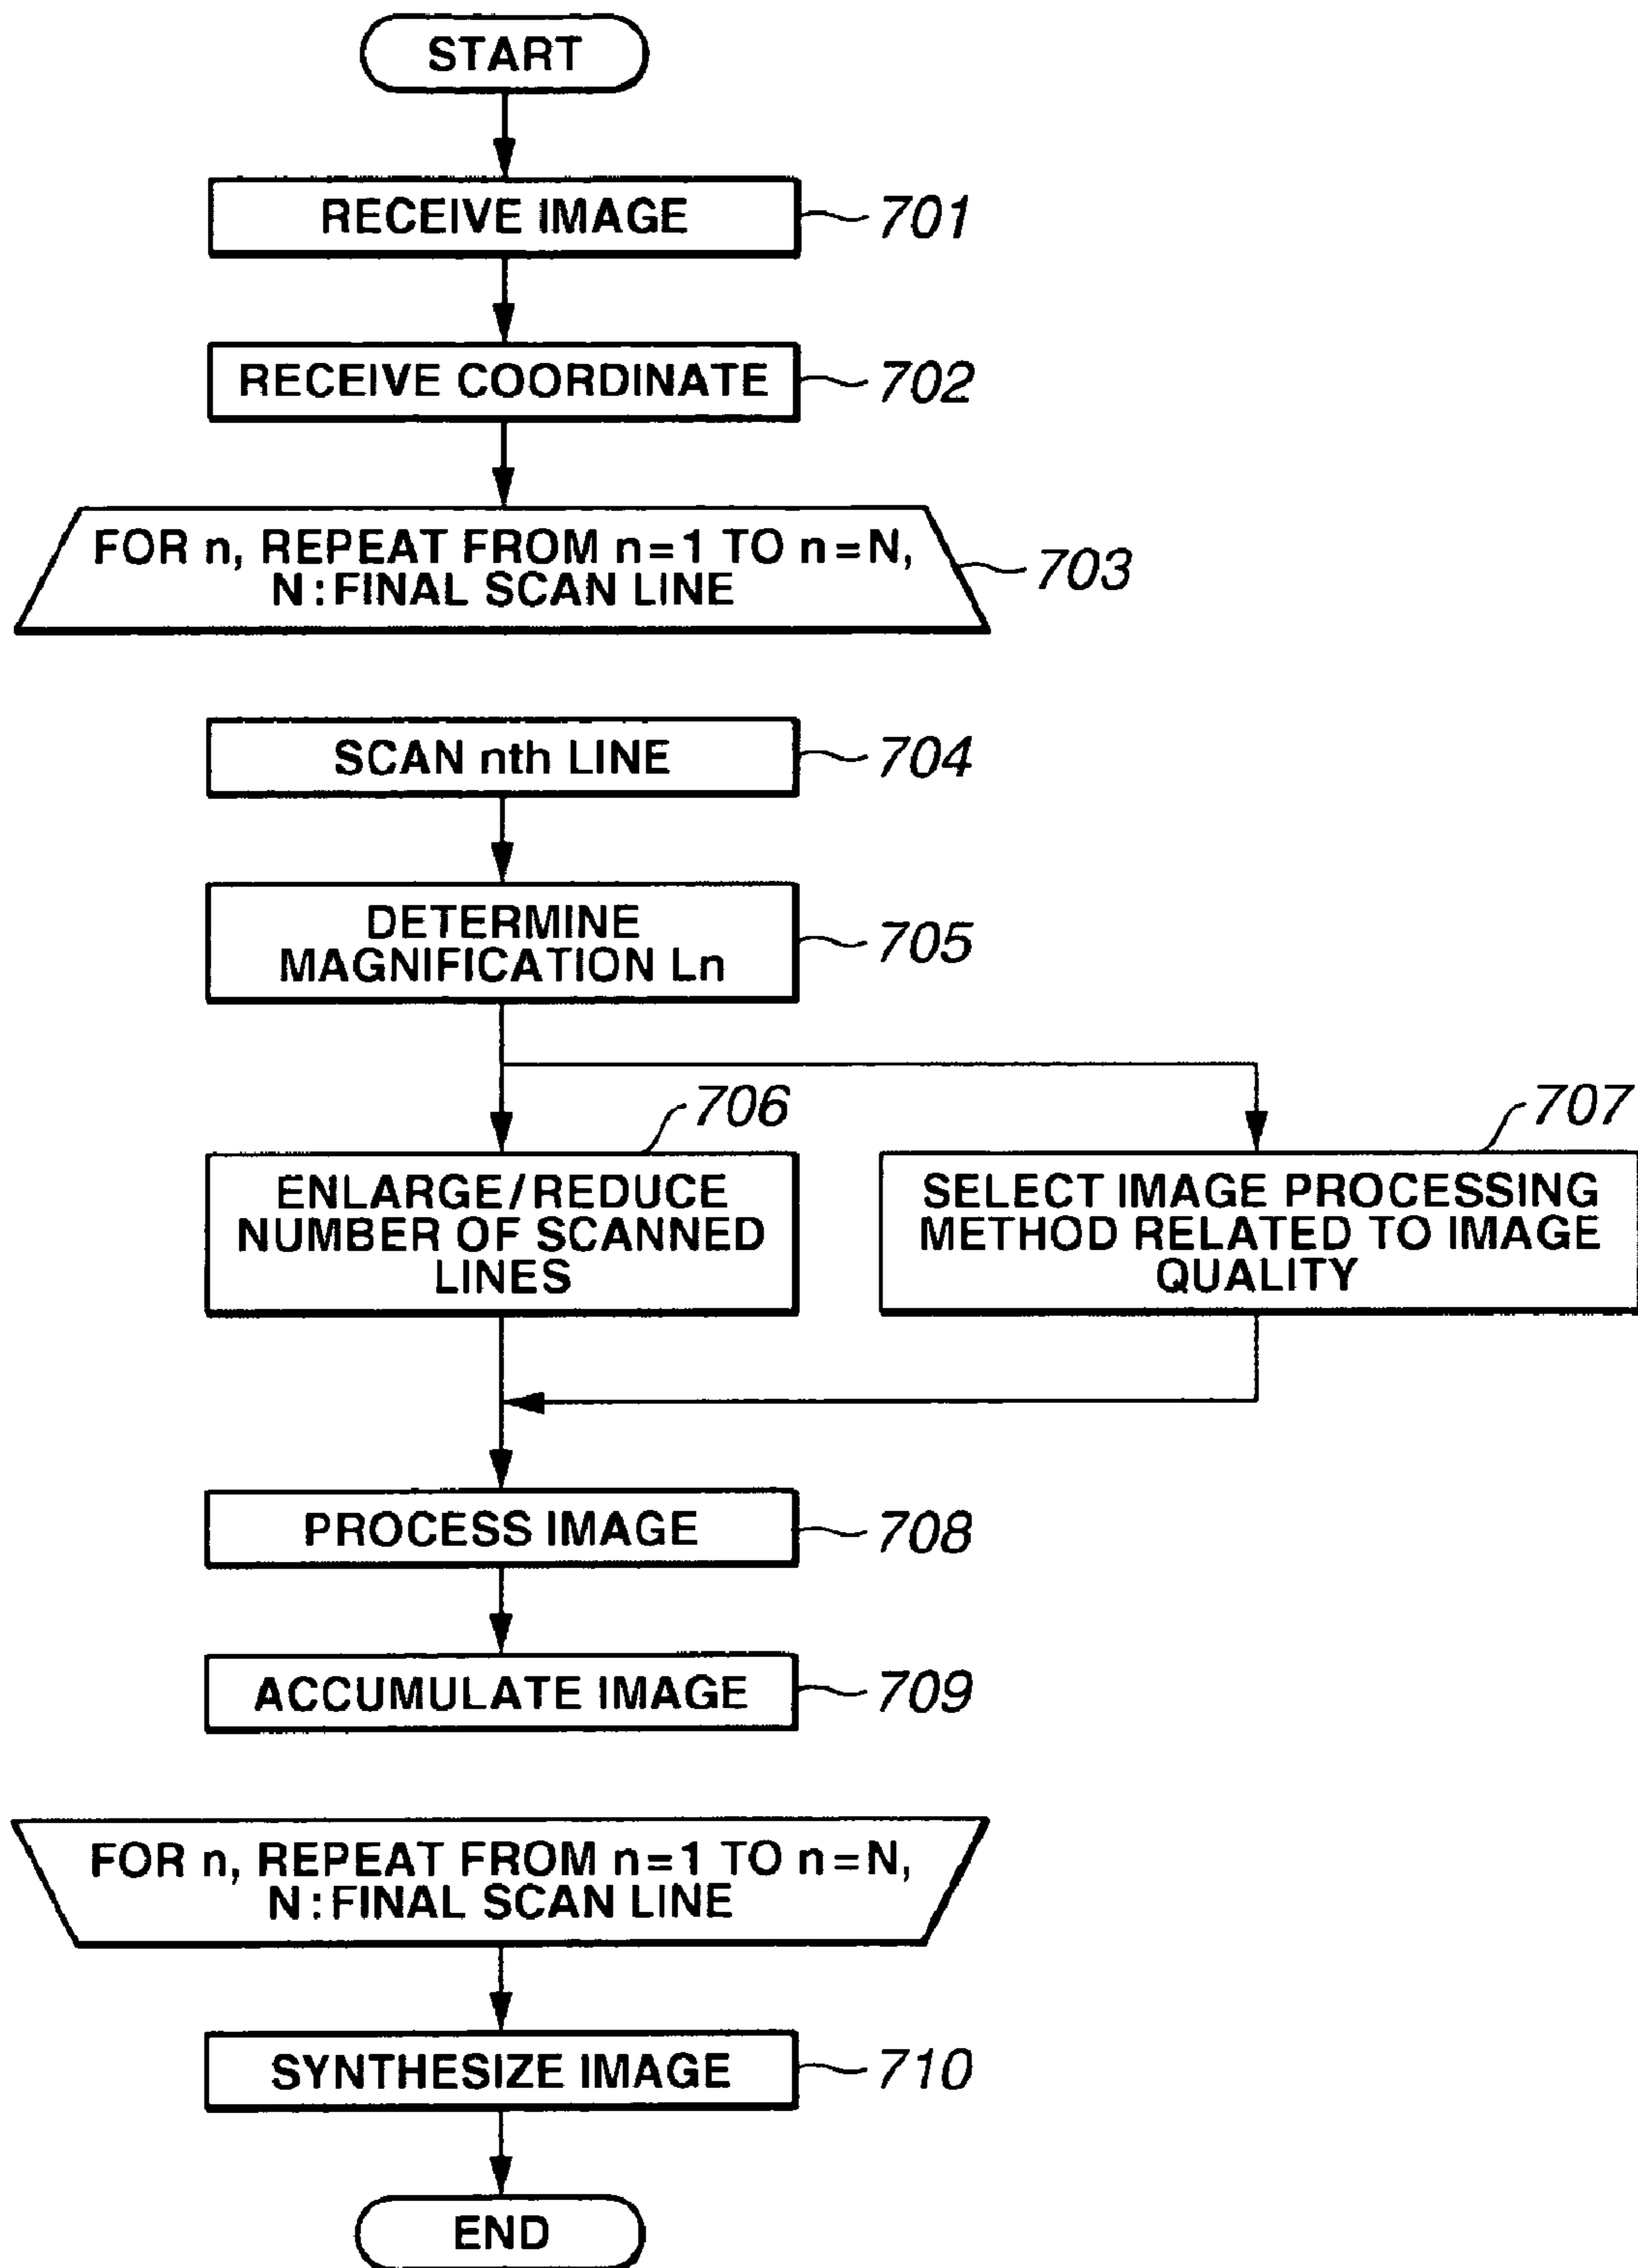 START
RECEIVE IMAGE
701
RECEIVE COORDINATE
702
FOR n, REPEAT FROM n=1 TO n=N,
N:FINAL SCAN LINE
703
SCAN nth LINE
704
DETERMINE
MAGNIFICATION Ln
705
706
ENLARGE/REDUCE
NUMBER OF SCANNED
LINES
707
SELECT IMAGE PROCESSING
METHOD RELATED TO IMAGE
QUALITY
PROCESS IMAGE
708
ACCUMULATE IMAGE
709
FOR n, REPEAT FROM n=1 TO n=N,
N:FINAL SCAN LINE
SYNTHESIZE IMAGE
710
END